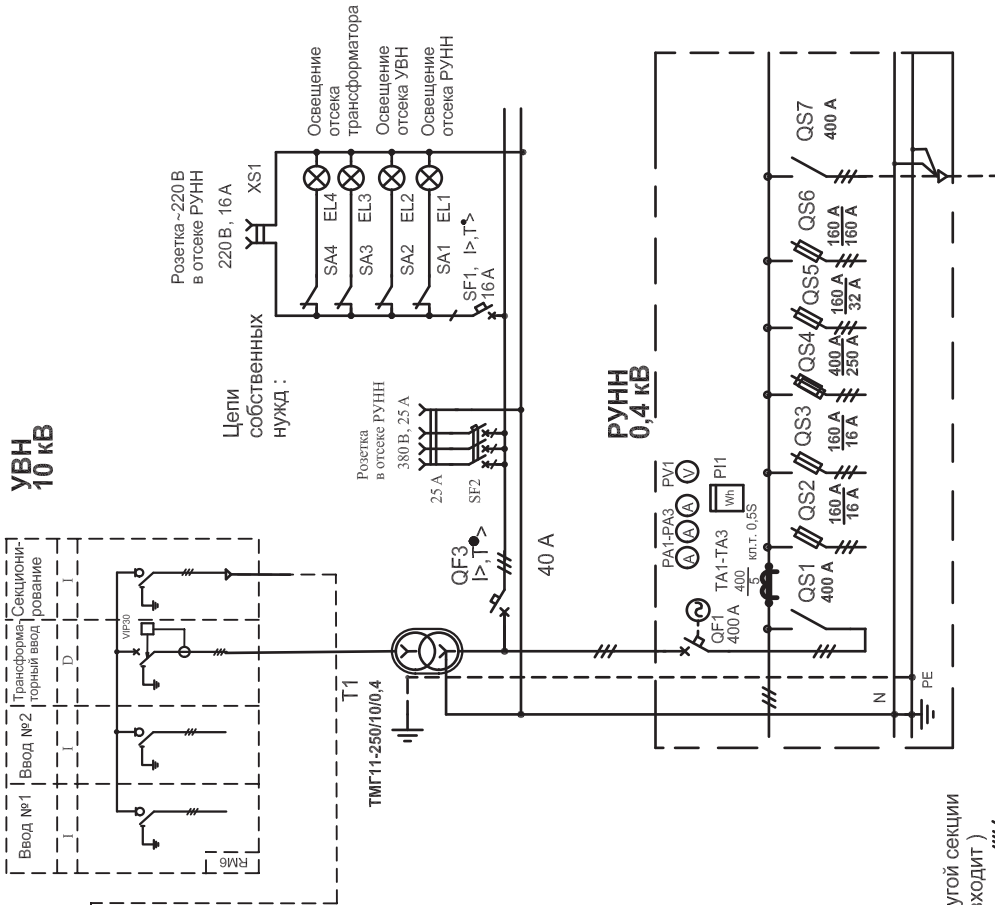 УВН
10 кВ
Ввод №1
Ввод №2
Трансформа-
торный ввод
Секциони-
рование
I
I
D
I
VIP30
RM6
T1
ТМГ11-250/10/0,4
Цепи
собственных
нужд :
Розетка ~220 В
в отсеке РУНН
220 В, 16 А
XS1
Освещение
отсека
трансформатора
Освещение
отсека УВН
Освещение
отсека РУНН
SA4
EL4
SA3
EL3
SA2
EL2
SA1
EL1
SF1, I>,T°>
16 А
Розетка
в отсеке РУНН
380 В, 25 А
25 А
SF2
QF3
I>,T°>
40 А
РУНН
0,4 кВ
PA1-PA3
PV1
A
A
A
V
Wh
PI1
TA1-TA3
400
5
кл.т. 0,5S
QF1
400 А
QS1
400 А
QS2
160 А
16 А
QS3
160 А
16 А
QS4
400 А
250 А
QS5
160 А
32 А
QS6
160 А
160 А
QS7
400 А
N
PE
угой секции
входит )